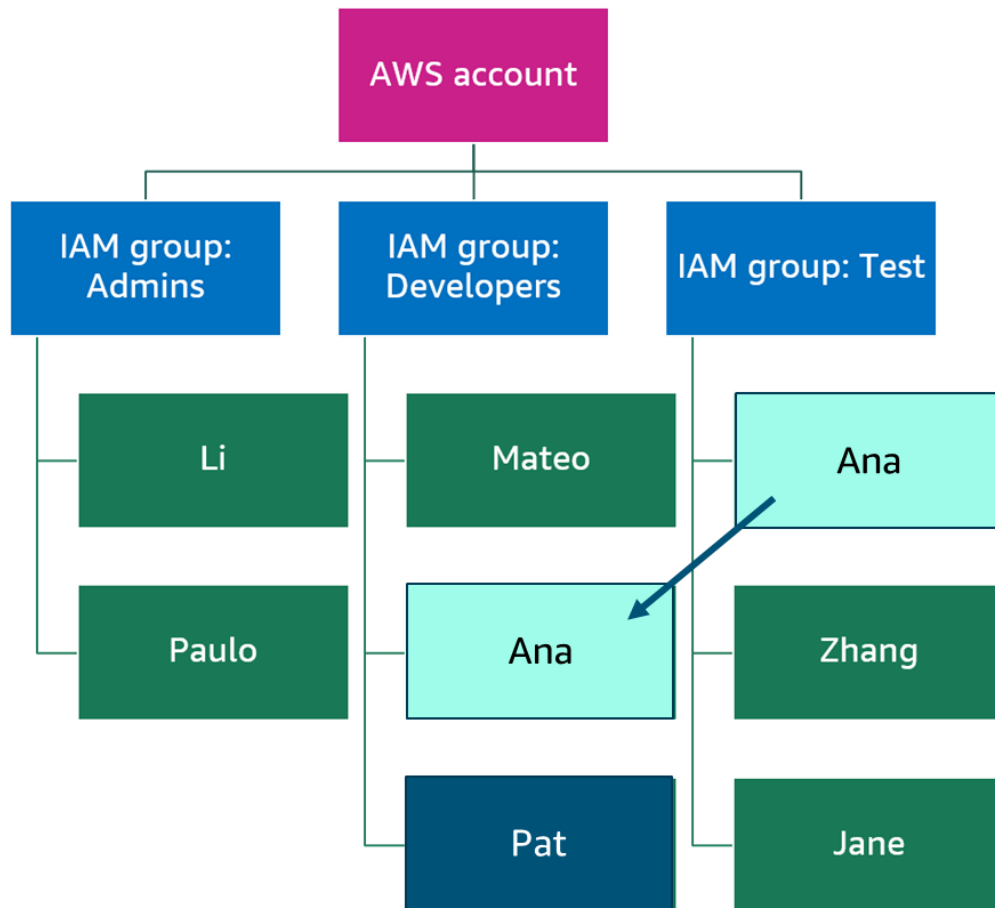 AWS account
IAM group:
Admins
IAM group:
Developers
IAM group: Test
Li
Mateo
Ana
Paulo
Ana
Zhang
Pat
Jane